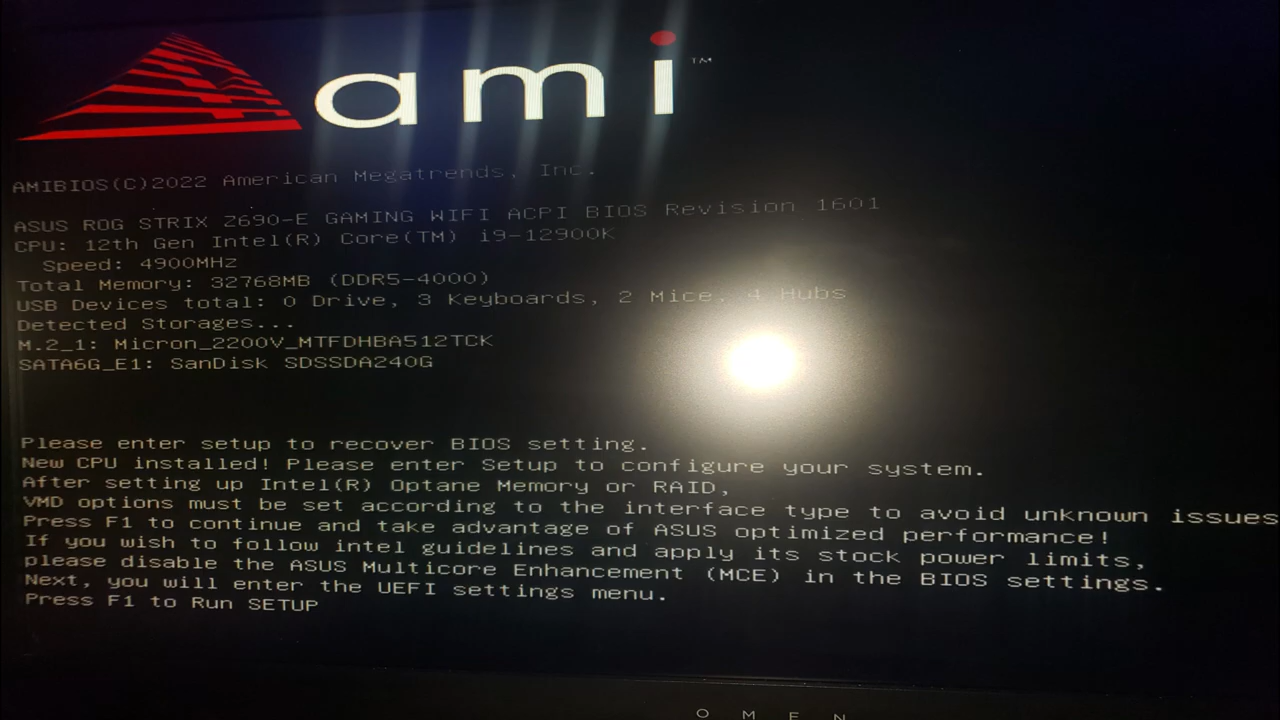 ami™
AMIBIOS(C)2022 American Megatrends, Inc.
ASUS ROG STRIX Z690-E GAMING WIFI ACPI BIOS Revision 1601
CPU: 12th Gen Intel(R) Core(TM) i9-12900K
Speed: 4900MHz
Total Memory: 32768MB (DDR5-4000)
USB Devices total: 0 Drive, 3 Keyboards, 2 Mice, 4 Hubs
Detected Storages...
M.2_1: Micron_2200V_MTFDHBA512TCK
SATA6G_E1: SanDisk SDSSDA240G
Please enter setup to recover BIOS setting.
New CPU installed! Please enter Setup to configure your system.
After setting up Intel(R) Optane Memory or RAID,
VMD options must be set according to the interface type to avoid unknown issues
Press F1 to continue and take advantage of ASUS optimized performance!
If you wish to follow intel guidelines and apply its stock power limits,
please disable the ASUS Multicore Enhancement (MCE) in the BIOS settings.
Next, you will enter the UEFI settings menu.
Press F1 to Run SETUP
OMEN